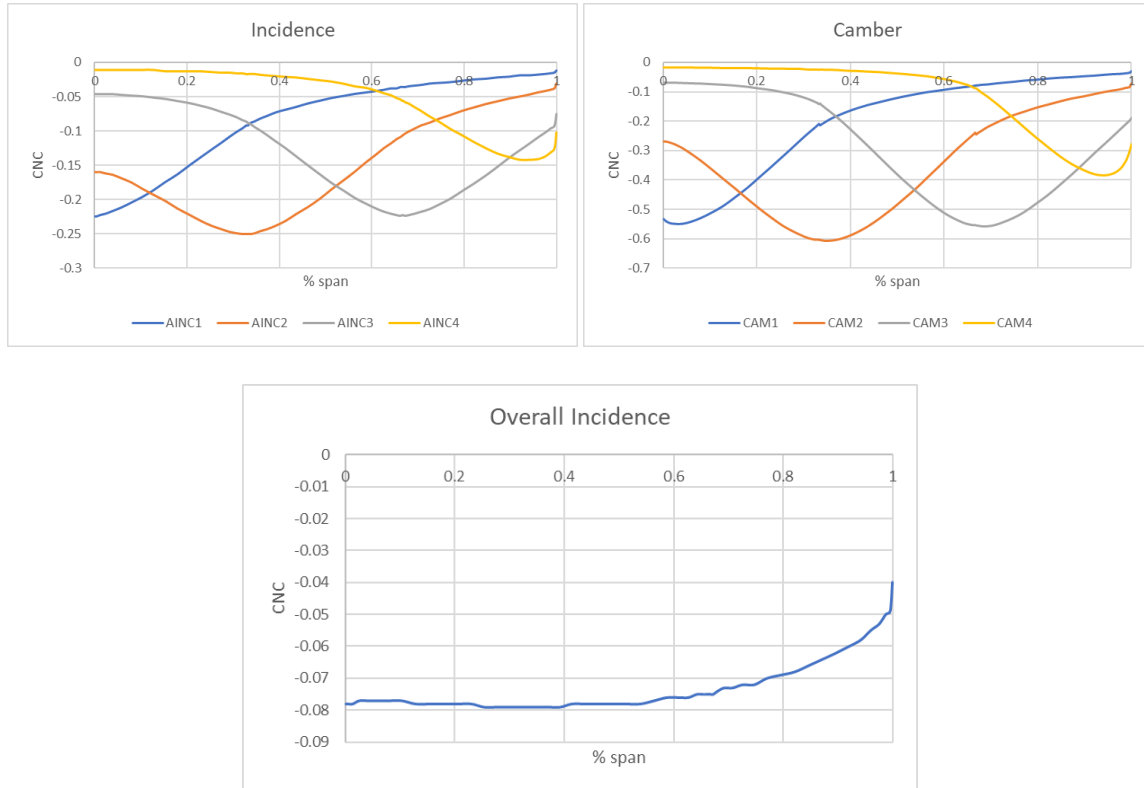 Incidence
0
0 0.2 0.4 0.6 0.8 1
-0.05
-0.1
-0.15
-0.2
-0.25
-0.3
CNC
% span
AINC1 AINC2 AINC3 AINC4
Camber
0
0 0.2 0.4 0.6 0.8 1
-0.1
-0.2
-0.3
-0.4
-0.5
-0.6
-0.7
CNC
% span
CAM1 CAM2 CAM3 CAM4
Overall Incidence
0
0 0.2 0.4 0.6 0.8 1
-0.01
-0.02
-0.03
-0.04
-0.05
-0.06
-0.07
-0.08
-0.09
CNC
% span